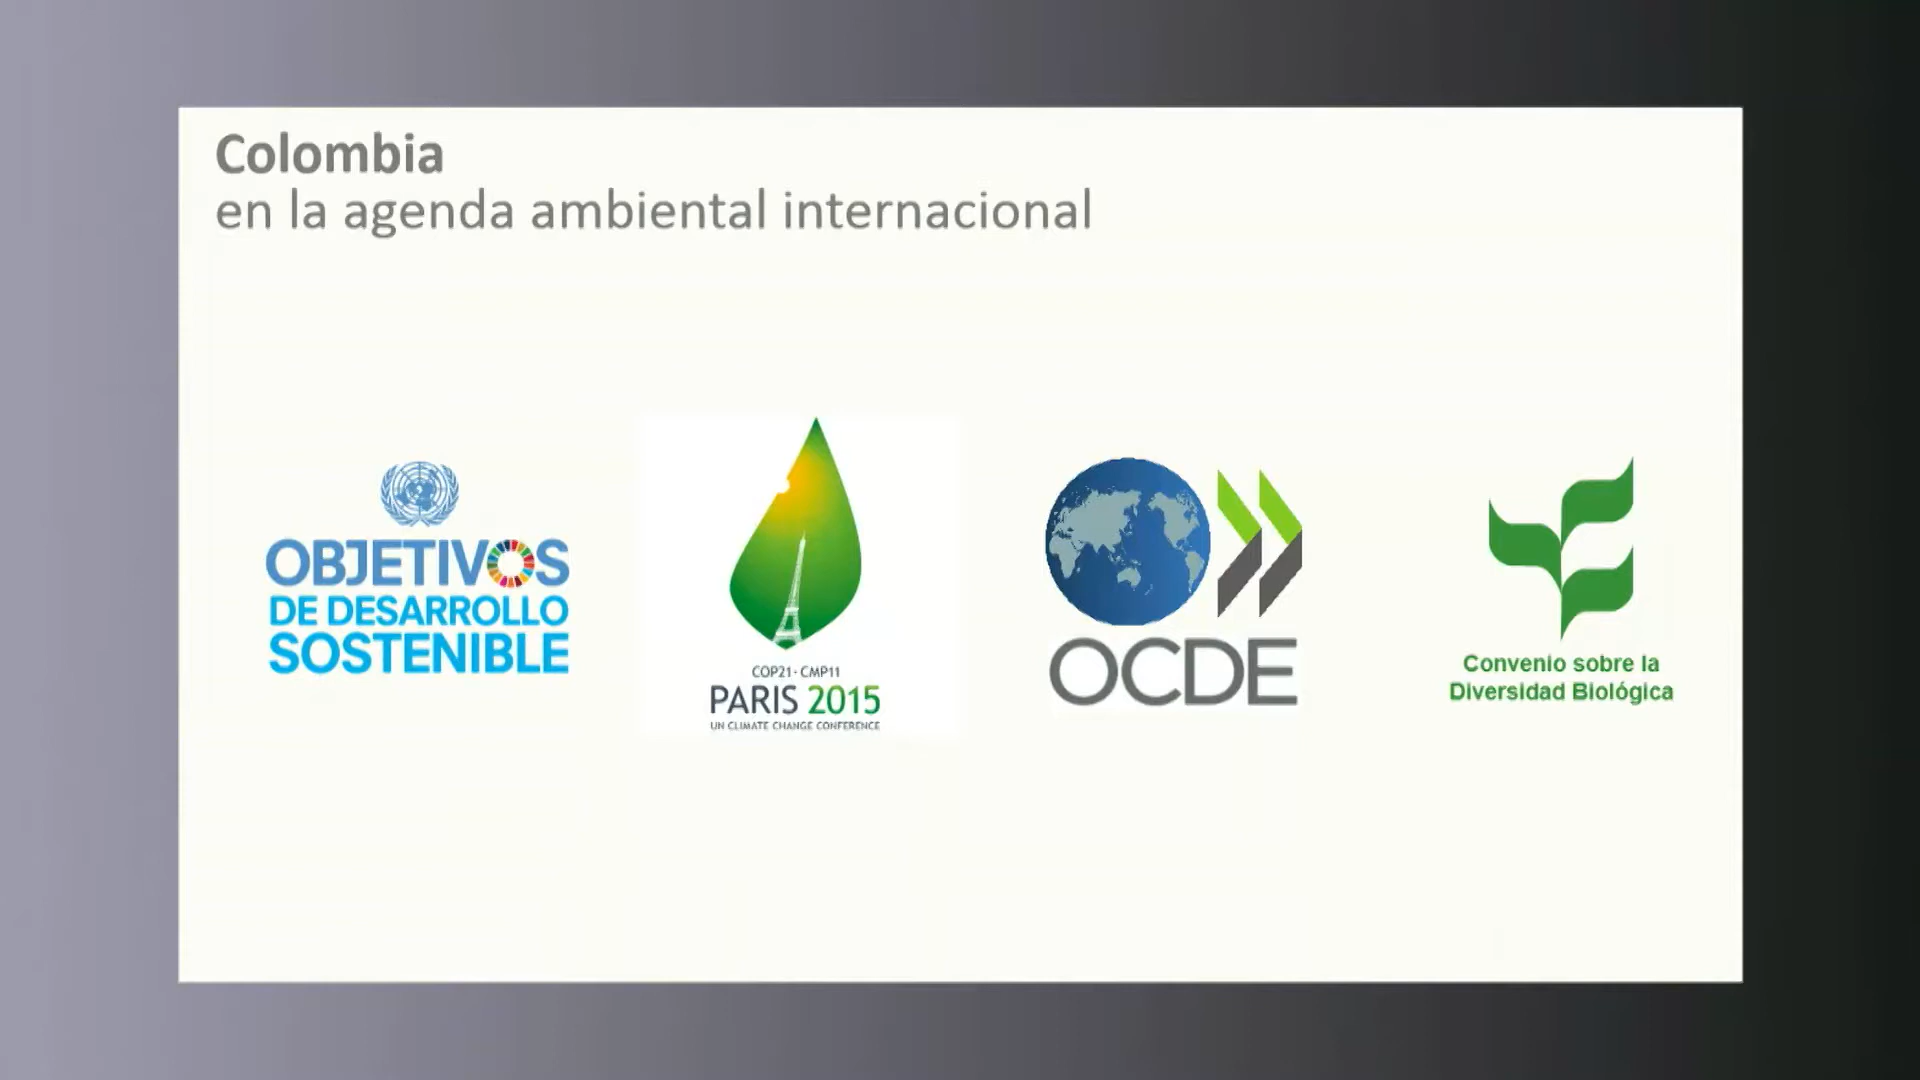 Colombia
en la agenda ambiental internacional
OBJETIVOS
DE DESARROLLO
SOSTENIBLE
COP21·CMP11
PARIS 2015
UN CLIMATE CHANGE CONFERENCE
OCDE
Convenio sobre la
Diversidad Biológica